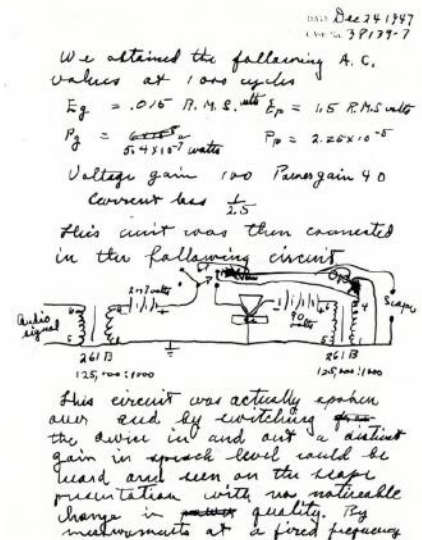 DATE Dec 24 1947
CASE No. 38139-7
We obtained the following A.C.
values at 1000 cycles
Eg = .015 R.M.S. volts Ep = 1.5 R.M.S volts
Pg = 5.4 x 10⁻⁷ watts Pp = 2.25 x 10⁻⁵
Voltage gain 100 Power gain 40
Current loss 1/2.5
This unit was then connected
in the following circuit
Audio signal
261B
125,000:1000
90 volts
261B
125,000:1000
Scope
This circuit was actually spoken
over and by switching
the device in and out a distinct
gain in speech level could be
heard and seen on the scope
presentation with no noticeable
change in quality. By
measurements at a fixed frequency